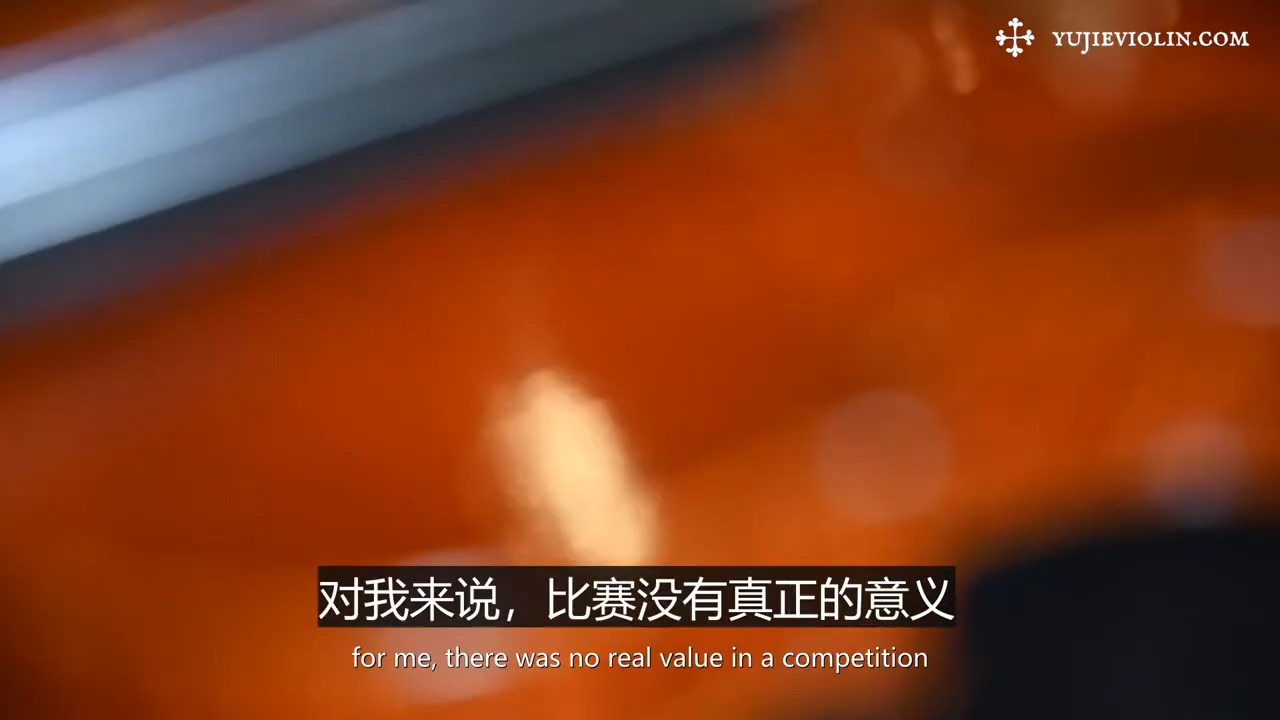 YUJIEVIOLIN.COM
对我来说，比赛没有真正的意义
for me, there was no real value in a competition